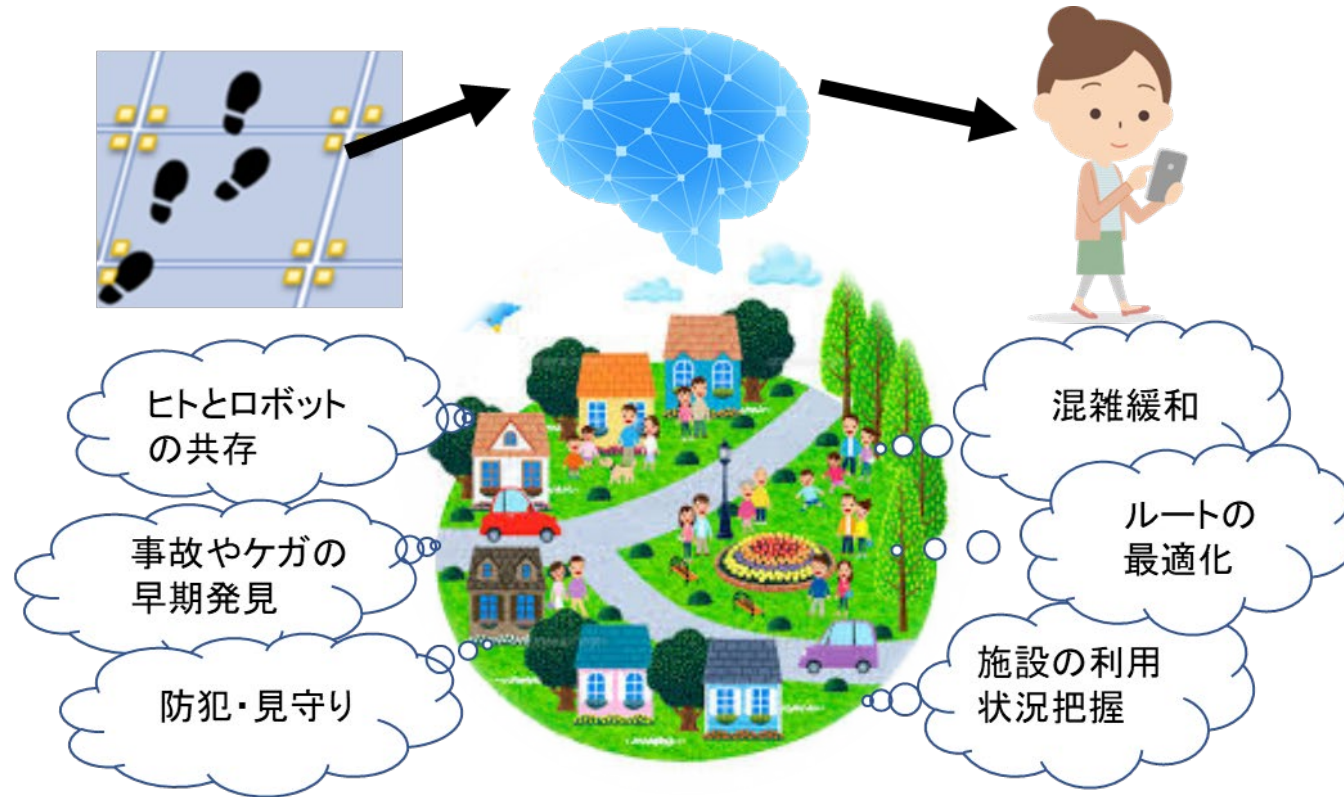 ヒトとロボット
の共存
事故やケガの
早期発見
防犯・見守り
混雑緩和
ルートの
最適化
施設の利用
状況把握